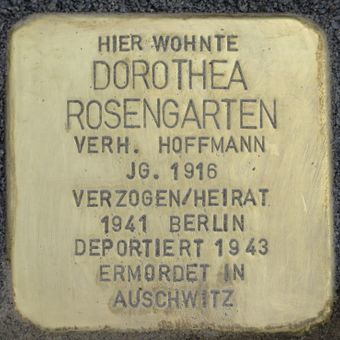 HIER WOHNTE
DOROTHEA
ROSENGARTEN
VERH. HOFFMANN
JG. 1916
VERZOGEN/HEIRAT
1941 BERLIN
DEPORTIERT 1943
ERMORDET IN
AUSCHWITZ